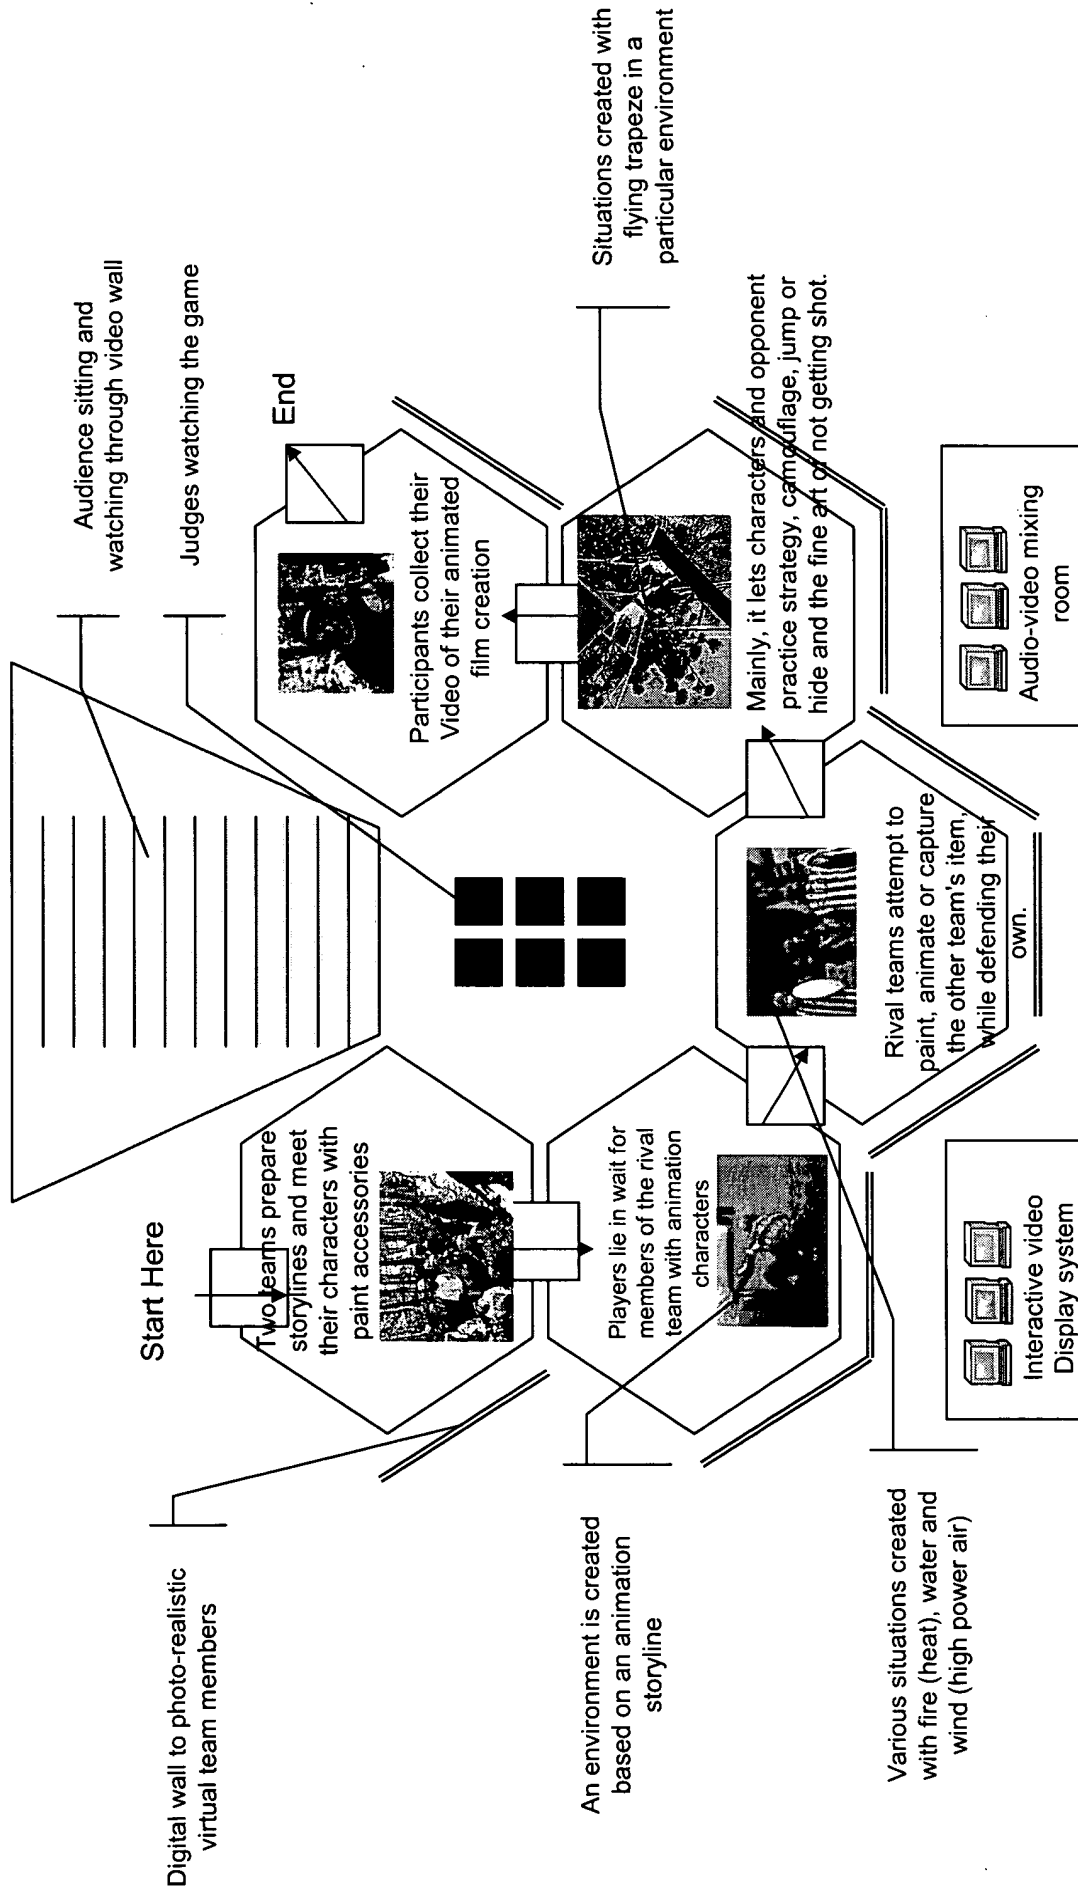 Audience sitting and
watching through video wall
Judges watching the game
Start Here
End
Digital wall to photo-realistic
virtual team members
Two teams prepare
storylines and meet
their characters with
paint accessories
Participants collect their
Video of their animated
film creation
An environment is created
based on an animation
storyline
Players lie in wait for
members of the rival
team with animation
characters
Situations created with
flying trapeze in a
particular environment
Mainly, it lets characters and opponent
practice strategy, camouflage, jump or
hide and the fine art of not getting shot.
Rival teams attempt to
paint, animate or capture
the other team's item,
while defending their
own.
Various situations created
with fire (heat), water and
wind (high power air)
Interactive video
Display system
Audio-video mixing
room